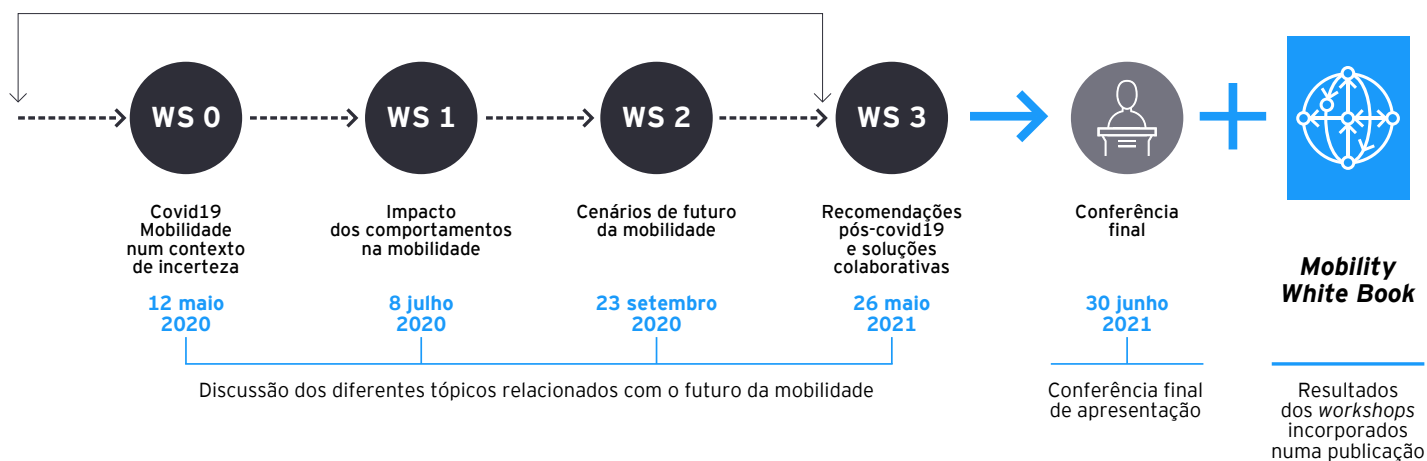 WS 0
WS 1
WS 2
WS 3
Covid19
Mobilidade
num contexto
de incerteza
Impacto
dos comportamentos
na mobilidade
Cenários de futuro
da mobilidade
Recomendações
pós-covid19
e soluções
colaborativas
Conferência
final
Mobility
White Book
12 maio
2020
8 julho
2020
23 setembro
2020
26 maio
2021
30 junho
2021
Discussão dos diferentes tópicos relacionados com o futuro da mobilidade
Conferência final
de apresentação
Resultados
dos workshops
incorporados
numa publicação